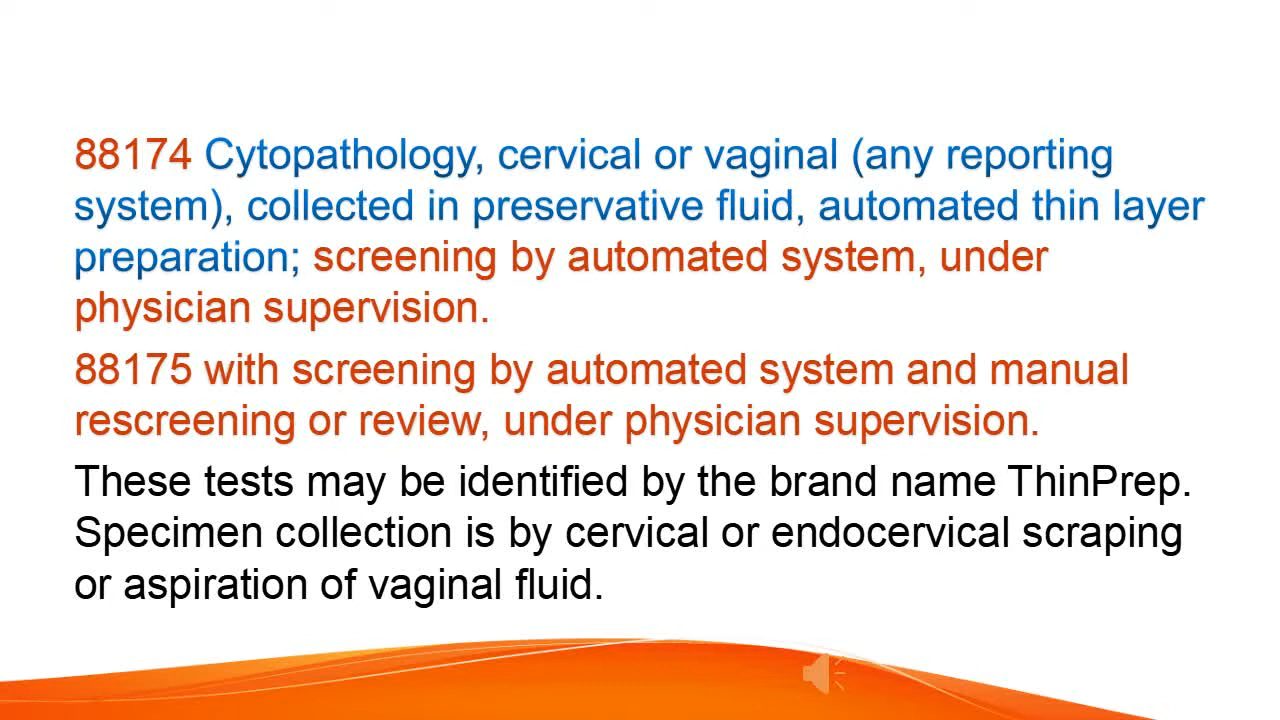 88174 Cytopathology, cervical or vaginal (any reporting
system), collected in preservative fluid, automated thin layer
preparation; screening by automated system, under
physician supervision.
88175 with screening by automated system and manual
rescreening or review, under physician supervision.
These tests may be identified by the brand name ThinPrep.
Specimen collection is by cervical or endocervical scraping
or aspiration of vaginal fluid.